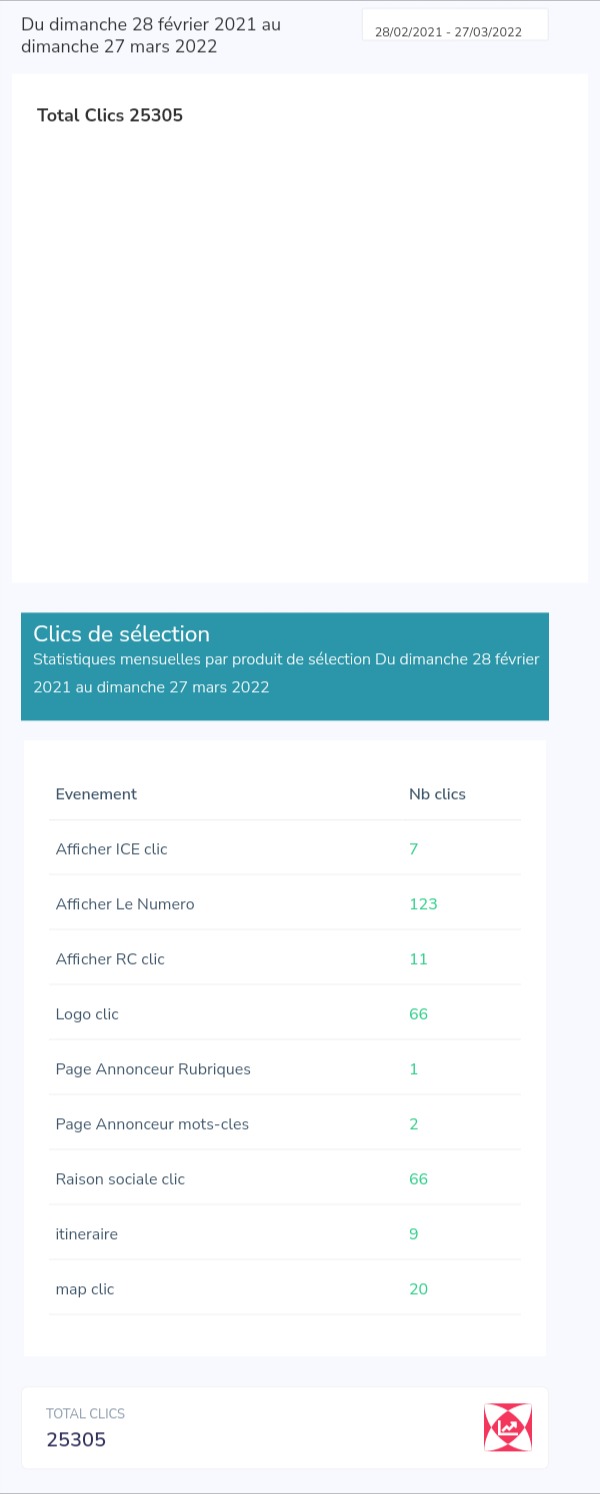 Du dimanche 28 février 2021 au
dimanche 27 mars 2022
28/02/2021 - 27/03/2022
Total Clics 25305
Clics de sélection
Statistiques mensuelles par produit de sélection Du dimanche 28 février
2021 au dimanche 27 mars 2022
Evenement Nb clics
Afficher ICE clic 7
Afficher Le Numero 123
Afficher RC clic 11
Logo clic 66
Page Annonceur Rubriques 1
Page Annonceur mots-cles 2
Raison sociale clic 66
itineraire 9
map clic 20
TOTAL CLICS
25305